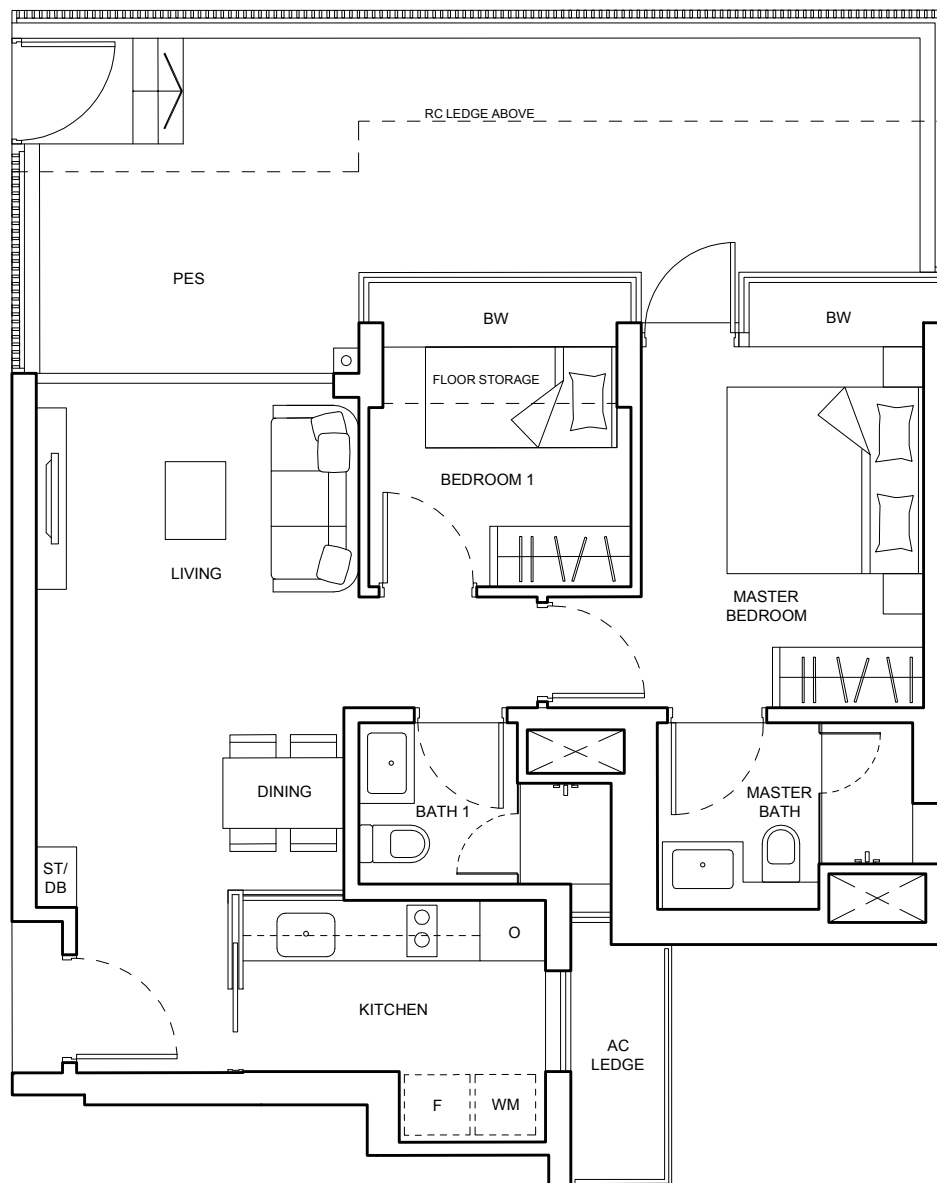 RC LEDGE ABOVE
PES
BW
BW
FLOOR STORAGE
BEDROOM 1
LIVING
MASTER
BEDROOM
DINING
BATH 1
MASTER
BATH
ST/
DB
O
KITCHEN
AC
LEDGE
F
WM